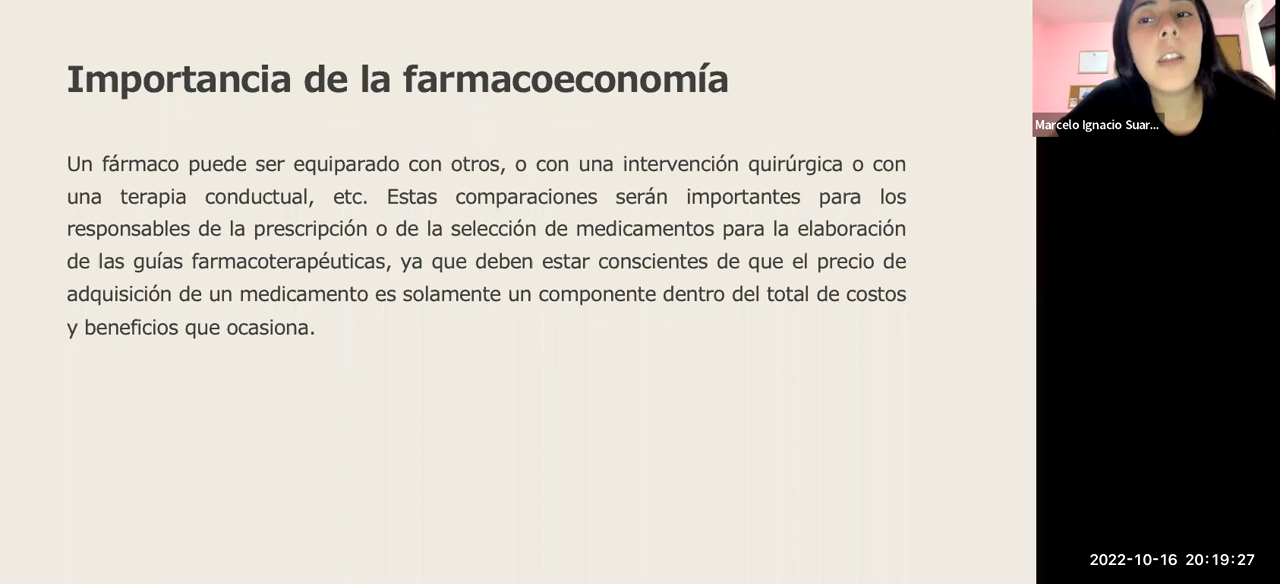 Importancia de la farmacoeconomía
Un fármaco puede ser equiparado con otros, o con una intervención quirúrgica o con
una terapia conductual, etc. Estas comparaciones serán importantes para los
responsables de la prescripción o de la selección de medicamentos para la elaboración
de las guías farmacoterapéuticas, ya que deben estar conscientes de que el precio de
adquisición de un medicamento es solamente un componente dentro del total de costos
y beneficios que ocasiona.
Marcelo Ignacio Suar...
2022-10-16 20:19:27